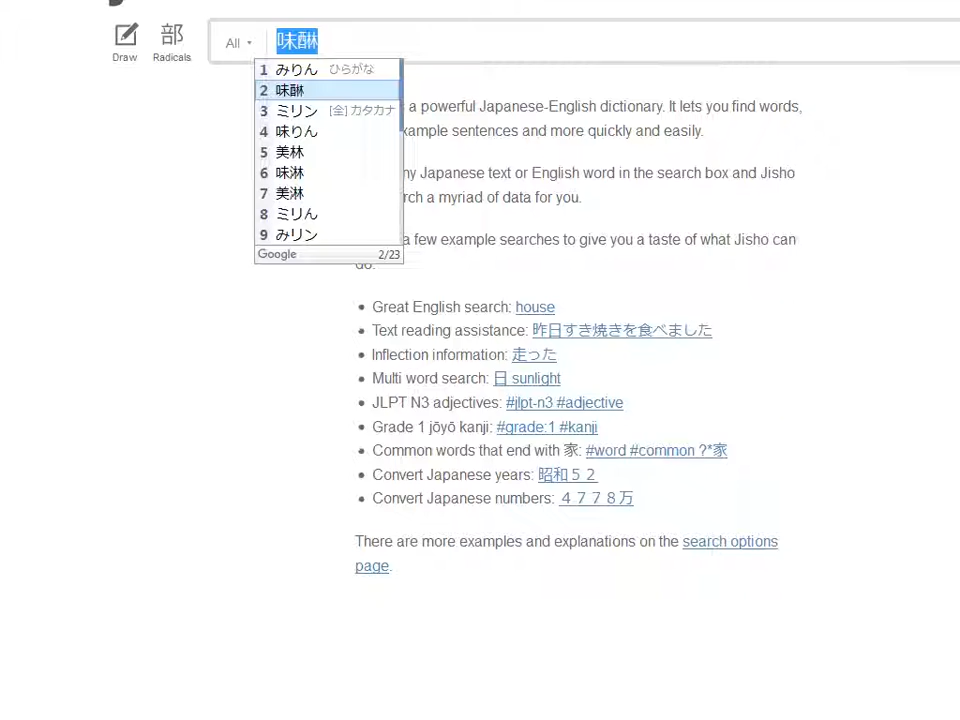 Draw
部
Radicals
All
味醂
1 みりん ひらがな
2 味醂
3 ミリン [全]カタカナ
4 味りん
5 美林
6 味淋
7 美淋
8 ミリん
9 みリン
Google 2/23
a powerful Japanese-English dictionary. It lets you find words,
xample sentences and more quickly and easily.
ny Japanese text or English word in the search box and Jisho
rch a myriad of data for you.
a few example searches to give you a taste of what Jisho can
do.
• Great English search: house
• Text reading assistance: 昨日すき焼きを食べました
• Inflection information: 走った
• Multi word search: 日 sunlight
• JLPT N3 adjectives: #jlpt-n3 #adjective
• Grade 1 jōyō kanji: #grade:1 #kanji
• Common words that end with 家: #word #common ?*家
• Convert Japanese years: 昭和５２
• Convert Japanese numbers: ４７７８万
There are more examples and explanations on the search options
page.